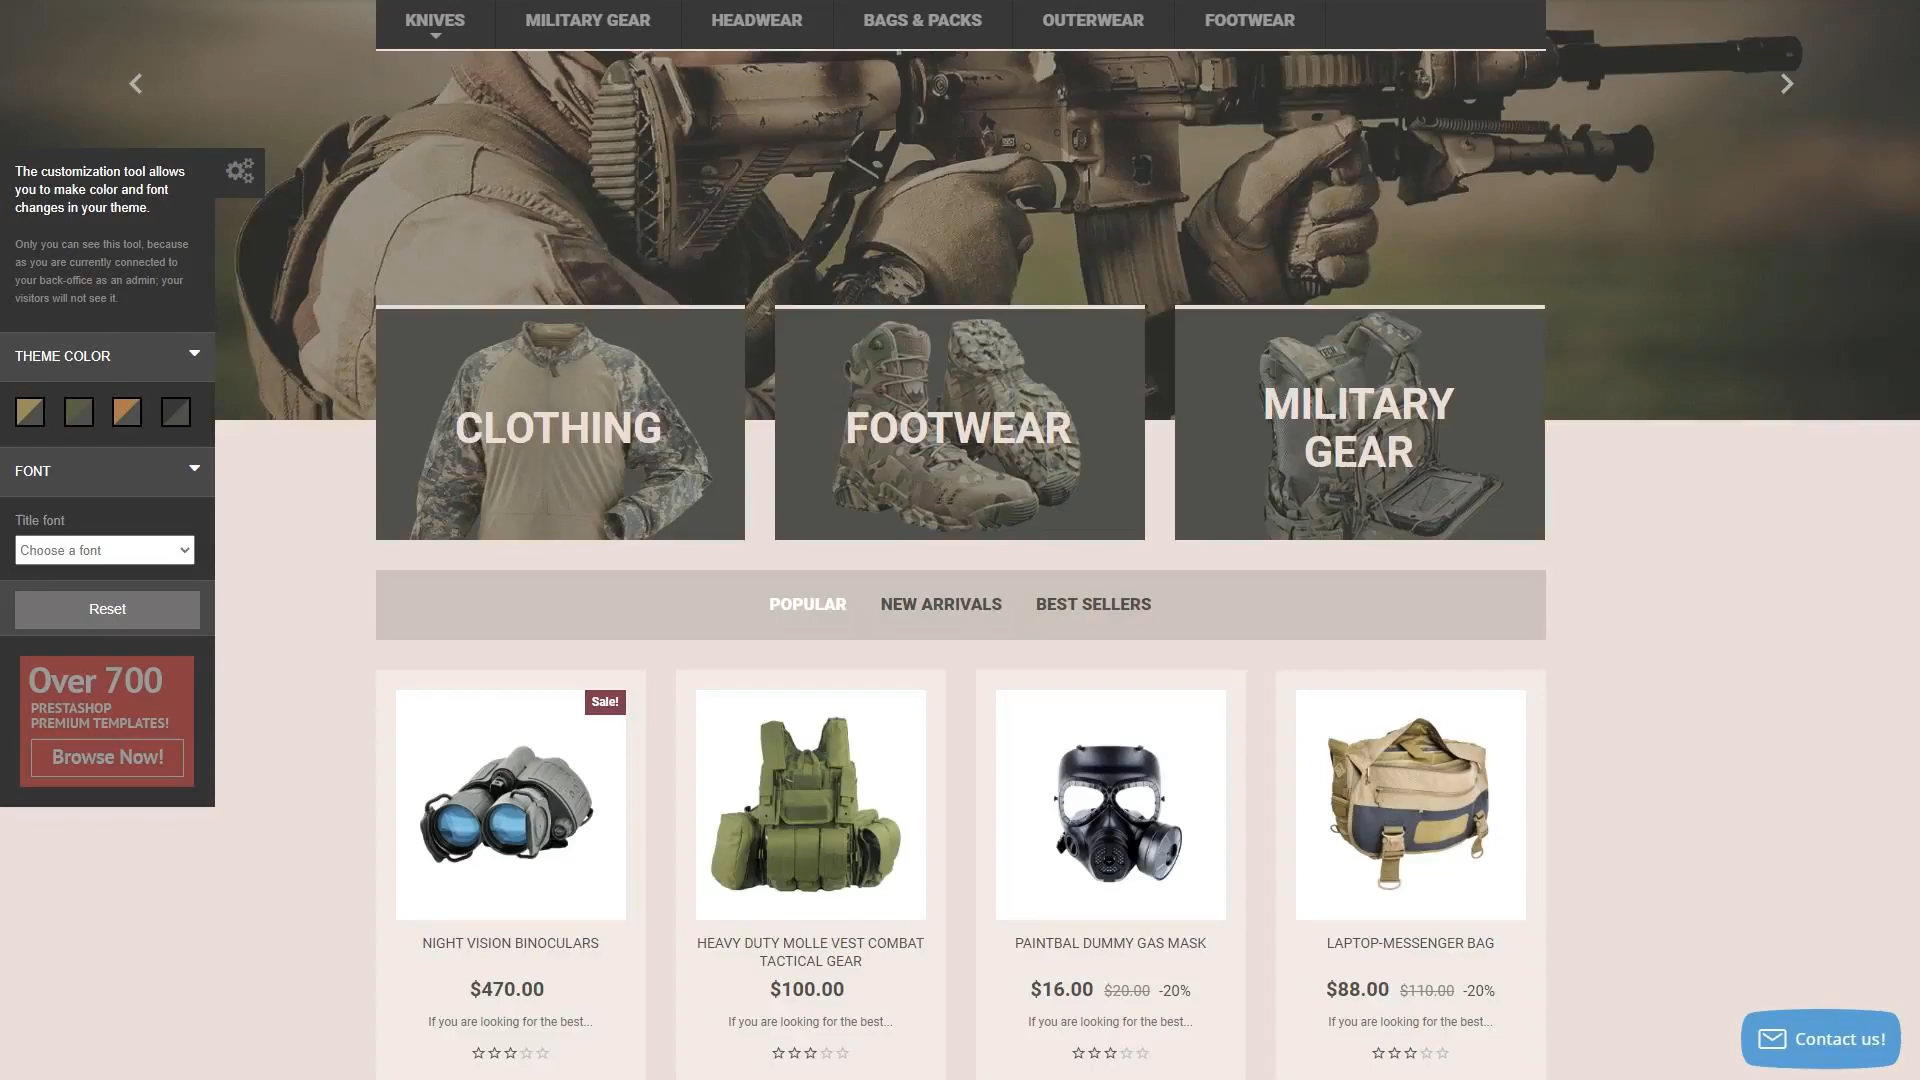 KNIVES
MILITARY GEAR
HEADWEAR
BAGS & PACKS
OUTERWEAR
FOOTWEAR
The customization tool allows
you to make color and font
changes in your theme.
Only you can see this tool, because
as you are currently connected to
your back-office as an admin; your
visitors will not see it.
THEME COLOR
FONT
Title font
Choose a font
Reset
Over 700
PRESTASHOP
PREMIUM TEMPLATES!
Browse Now!
CLOTHING
FOOTWEAR
MILITARY
GEAR
POPULAR
NEW ARRIVALS
BEST SELLERS
Sale!
NIGHT VISION BINOCULARS
$470.00
If you are looking for the best...
HEAVY DUTY MOLLE VEST COMBAT
TACTICAL GEAR
$100.00
If you are looking for the best...
PAINTBAL DUMMY GAS MASK
$16.00 $20.00 -20%
If you are looking for the best...
LAPTOP-MESSENGER BAG
$88.00 $110.00 -20%
If you are looking for the best...
Contact us!